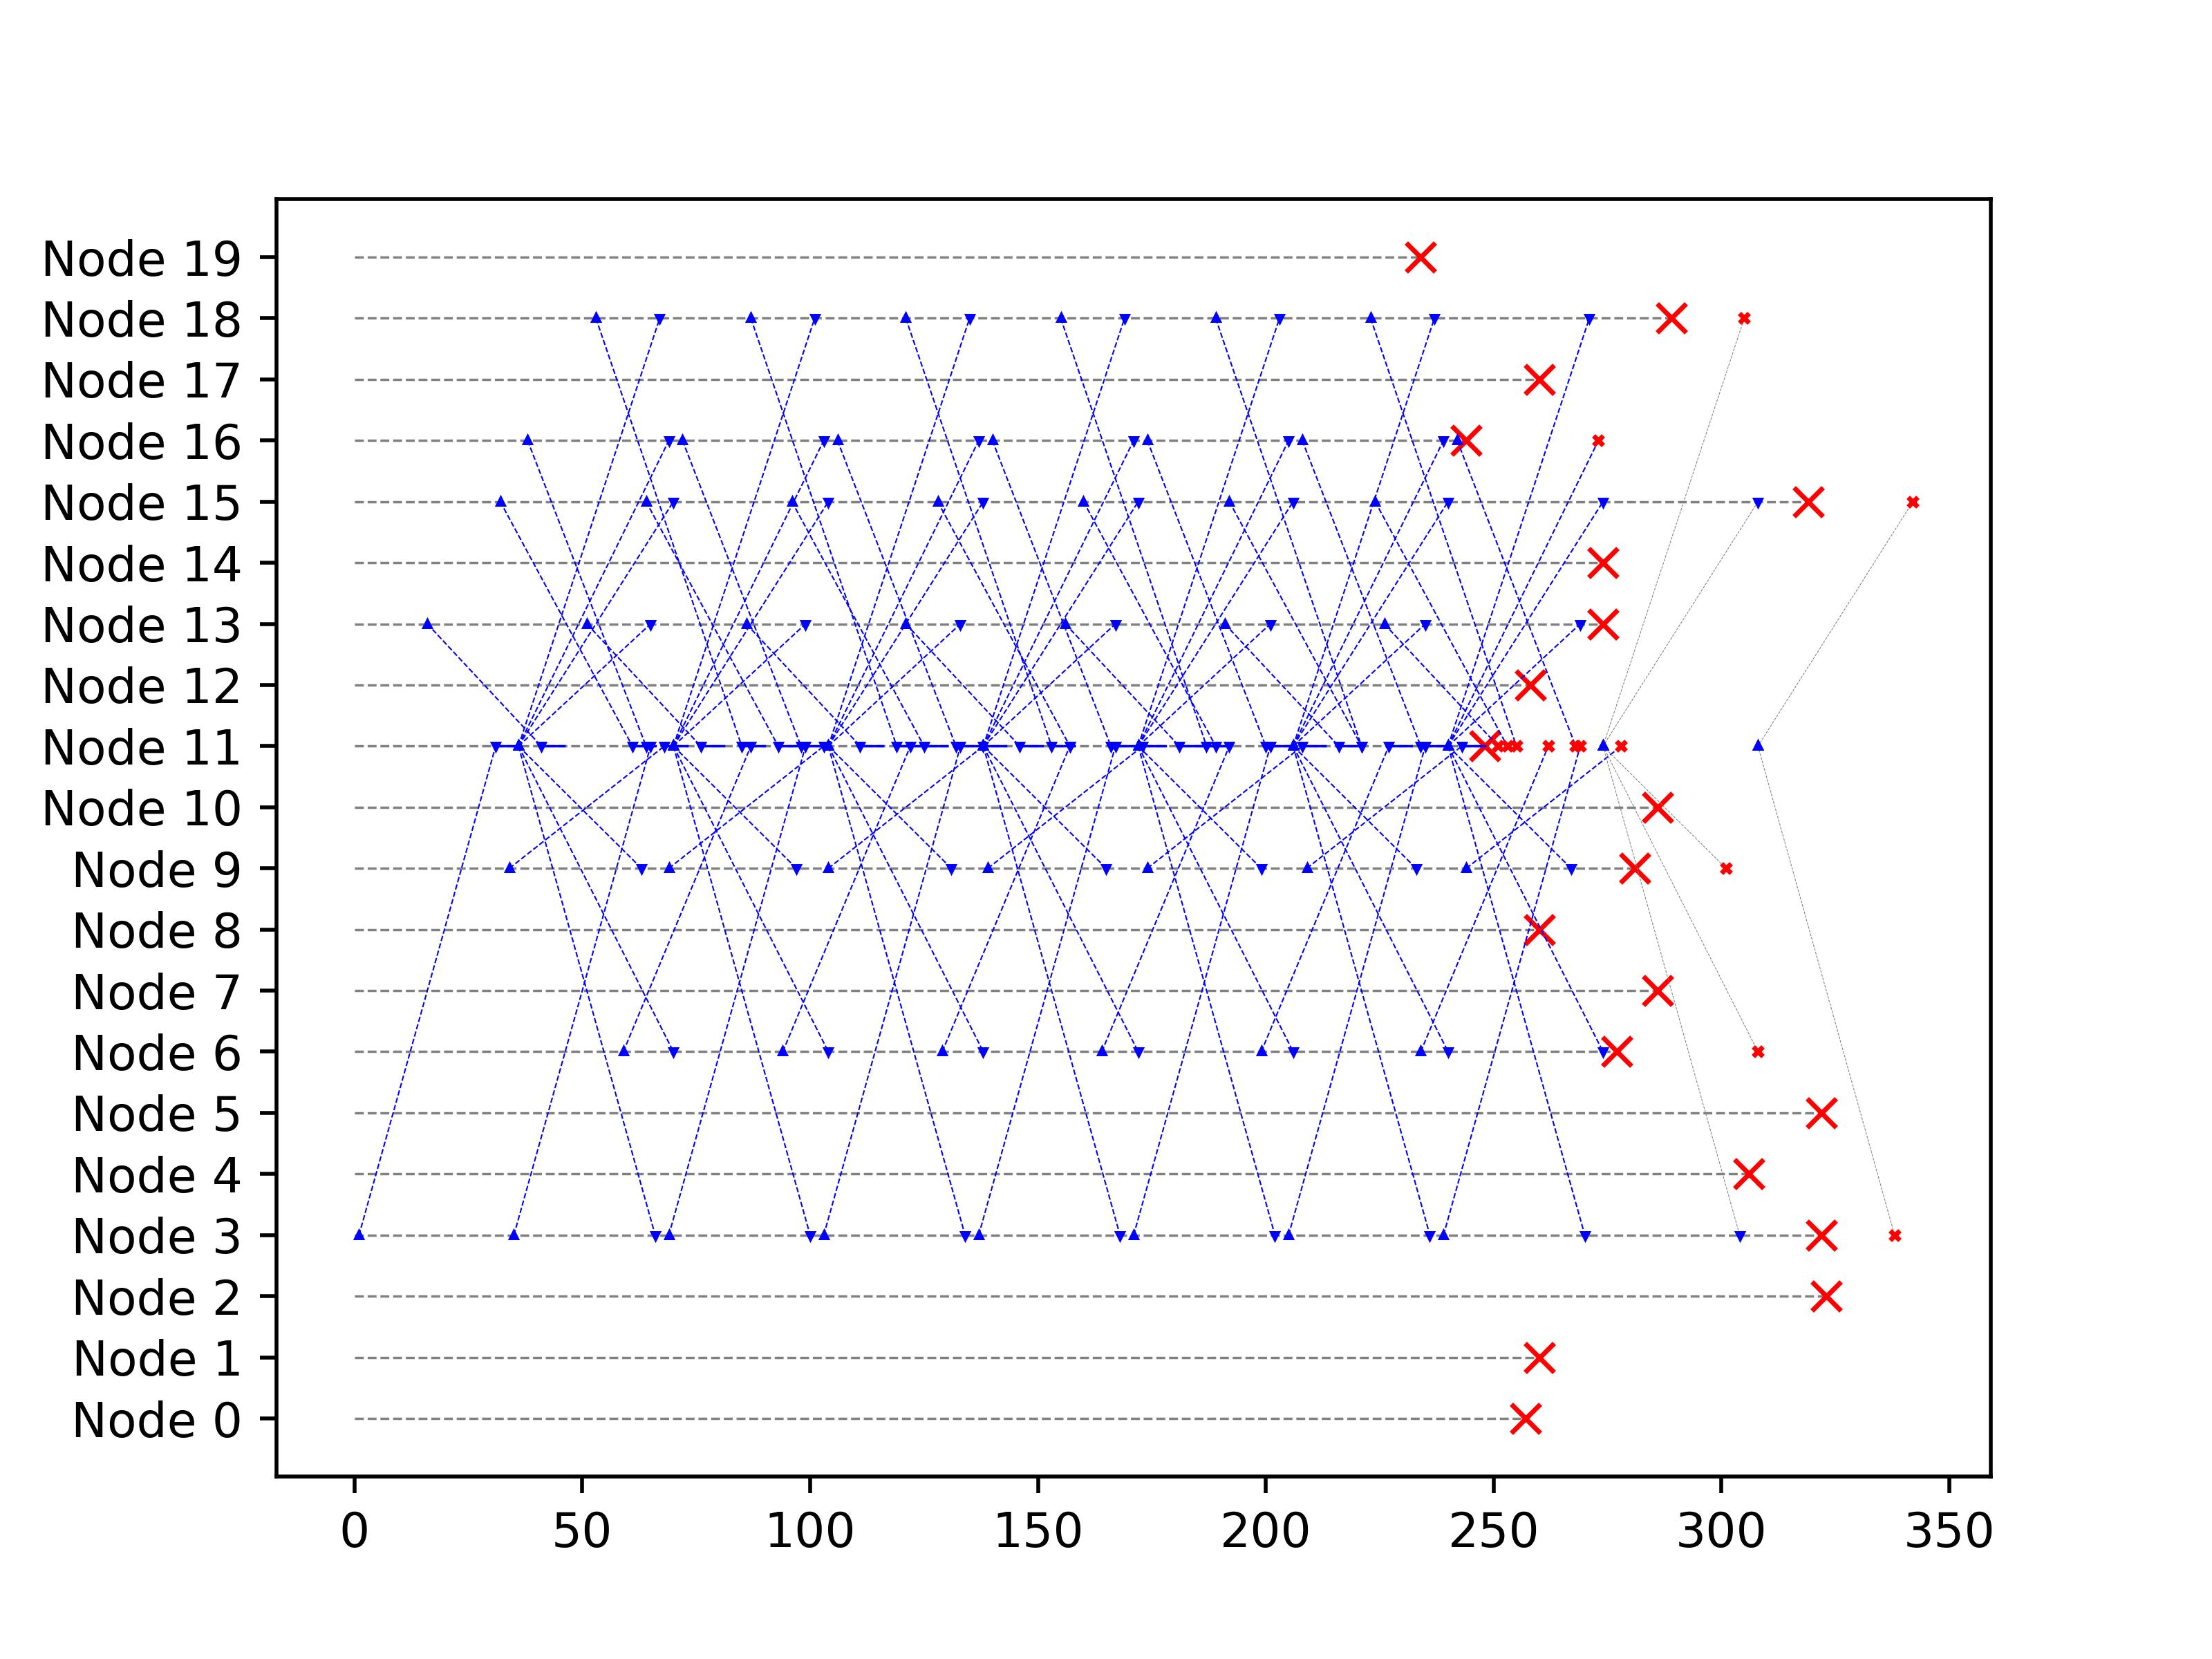 Node 19
Node 18
Node 17
Node 16
Node 15
Node 14
Node 13
Node 12
Node 11
Node 10
Node 9
Node 8
Node 7
Node 6
Node 5
Node 4
Node 3
Node 2
Node 1
Node 0
0 50 100 150 200 250 300 350